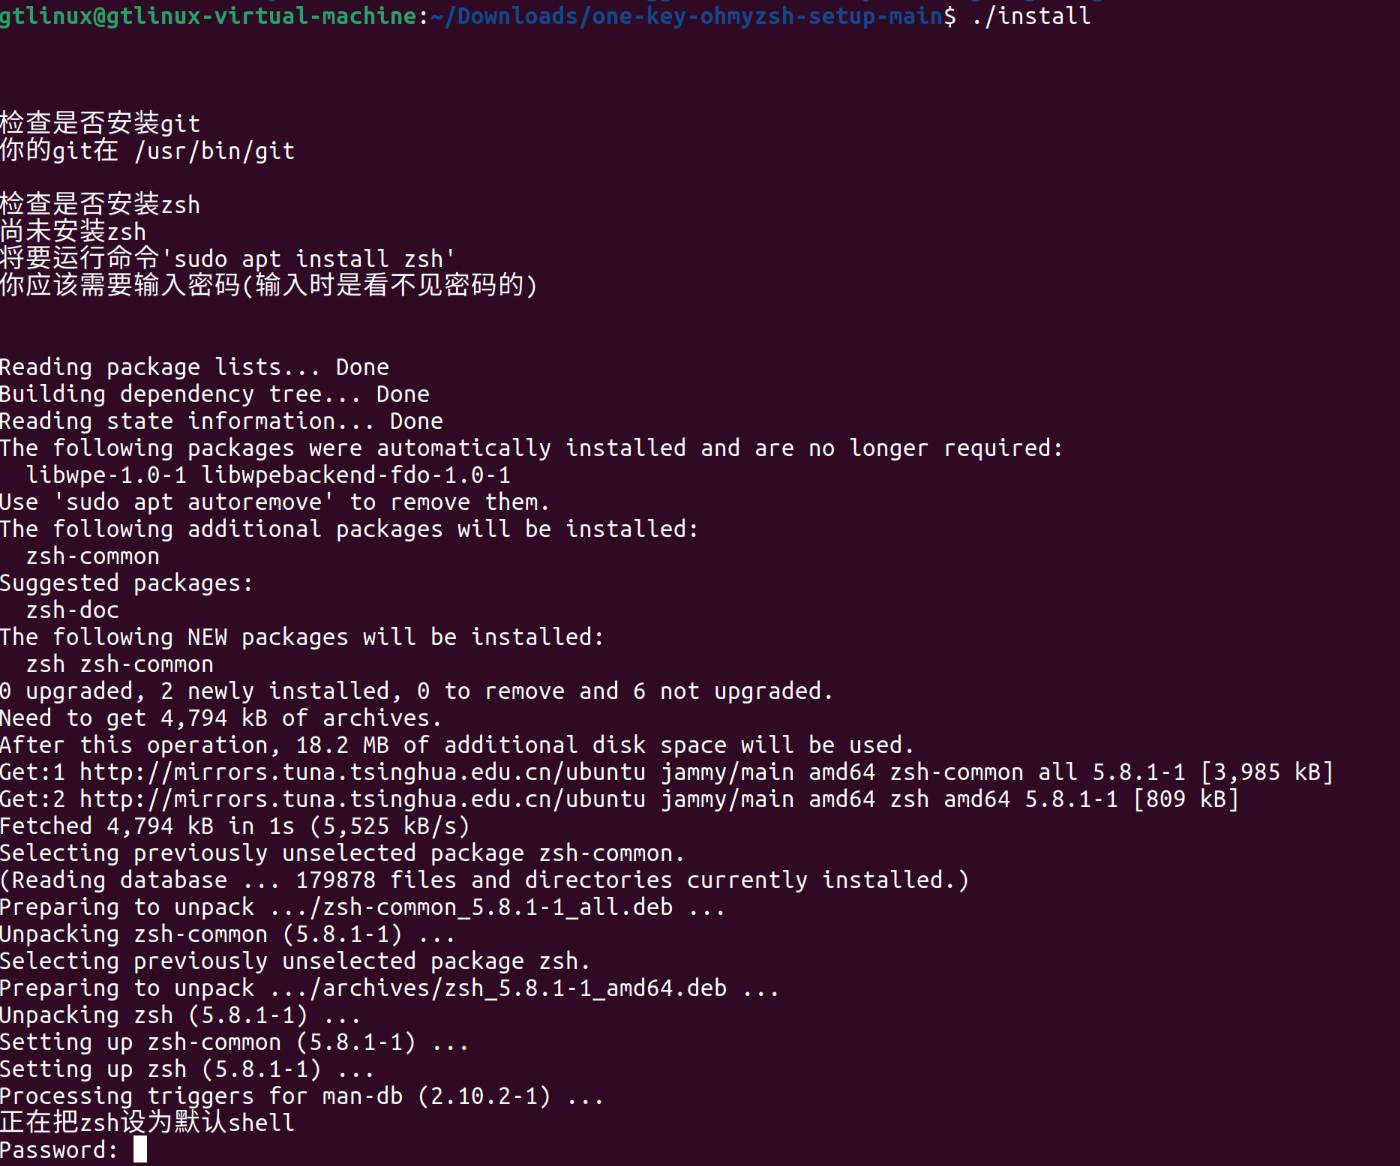 gtlinux@gtlinux-virtual-machine:~/Downloads/one-key-ohmyzsh-setup-main$ ./install
检查是否安装git
你的git在 /usr/bin/git
检查是否安装zsh
尚未安装zsh
将要运行命令'sudo apt install zsh'
你应该需要输入密码(输入时是看不见密码的)
Reading package lists... Done
Building dependency tree... Done
Reading state information... Done
The following packages were automatically installed and are no longer required:
  libwpe-1.0-1 libwpebackend-fdo-1.0-1
Use 'sudo apt autoremove' to remove them.
The following additional packages will be installed:
  zsh-common
Suggested packages:
  zsh-doc
The following NEW packages will be installed:
  zsh zsh-common
0 upgraded, 2 newly installed, 0 to remove and 6 not upgraded.
Need to get 4,794 kB of archives.
After this operation, 18.2 MB of additional disk space will be used.
Get:1 http://mirrors.tuna.tsinghua.edu.cn/ubuntu jammy/main amd64 zsh-common all 5.8.1-1 [3,985 kB]
Get:2 http://mirrors.tuna.tsinghua.edu.cn/ubuntu jammy/main amd64 zsh amd64 5.8.1-1 [809 kB]
Fetched 4,794 kB in 1s (5,525 kB/s)
Selecting previously unselected package zsh-common.
(Reading database ... 179878 files and directories currently installed.)
Preparing to unpack .../zsh-common_5.8.1-1_all.deb ...
Unpacking zsh-common (5.8.1-1) ...
Selecting previously unselected package zsh.
Preparing to unpack .../archives/zsh_5.8.1-1_amd64.deb ...
Unpacking zsh (5.8.1-1) ...
Setting up zsh-common (5.8.1-1) ...
Setting up zsh (5.8.1-1) ...
Processing triggers for man-db (2.10.2-1) ...
正在把zsh设为默认shell
Password: